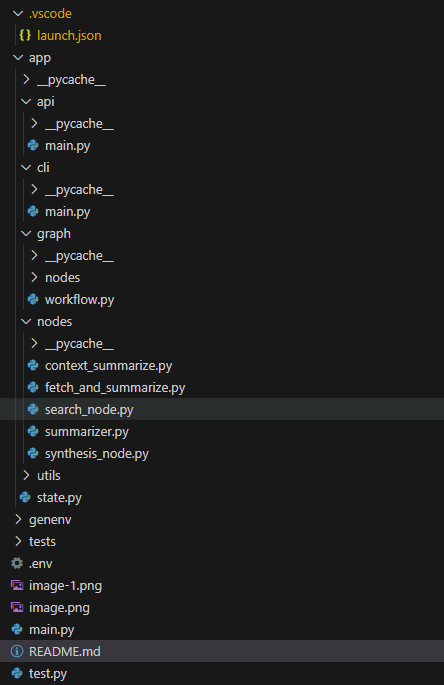 .vscode
{} launch.json
app
__pycache__
api
__pycache__
main.py
cli
__pycache__
main.py
graph
__pycache__
nodes
workflow.py
nodes
__pycache__
context_summarize.py
fetch_and_summarize.py
search_node.py
summarizer.py
synthesis_node.py
utils
state.py
genenv
tests
.env
image-1.png
image.png
main.py
README.md
test.py